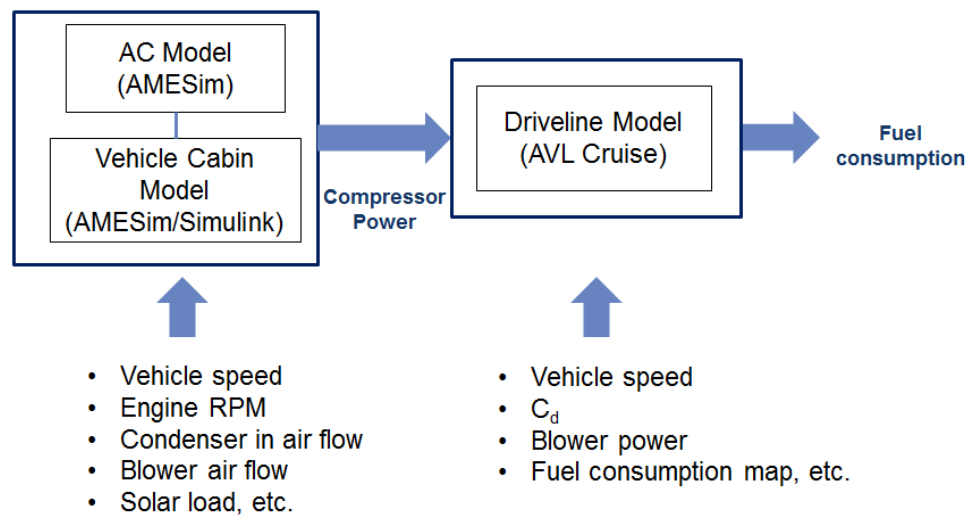 AC Model
(AMESim)
Vehicle Cabin
Model
(AMESim/Simulink)
Compressor
Power
Driveline Model
(AVL Cruise)
Fuel
consumption
• Vehicle speed
• Engine RPM
• Condenser in air flow
• Blower air flow
• Solar load, etc.
• Vehicle speed
• Cd
• Blower power
• Fuel consumption map, etc.